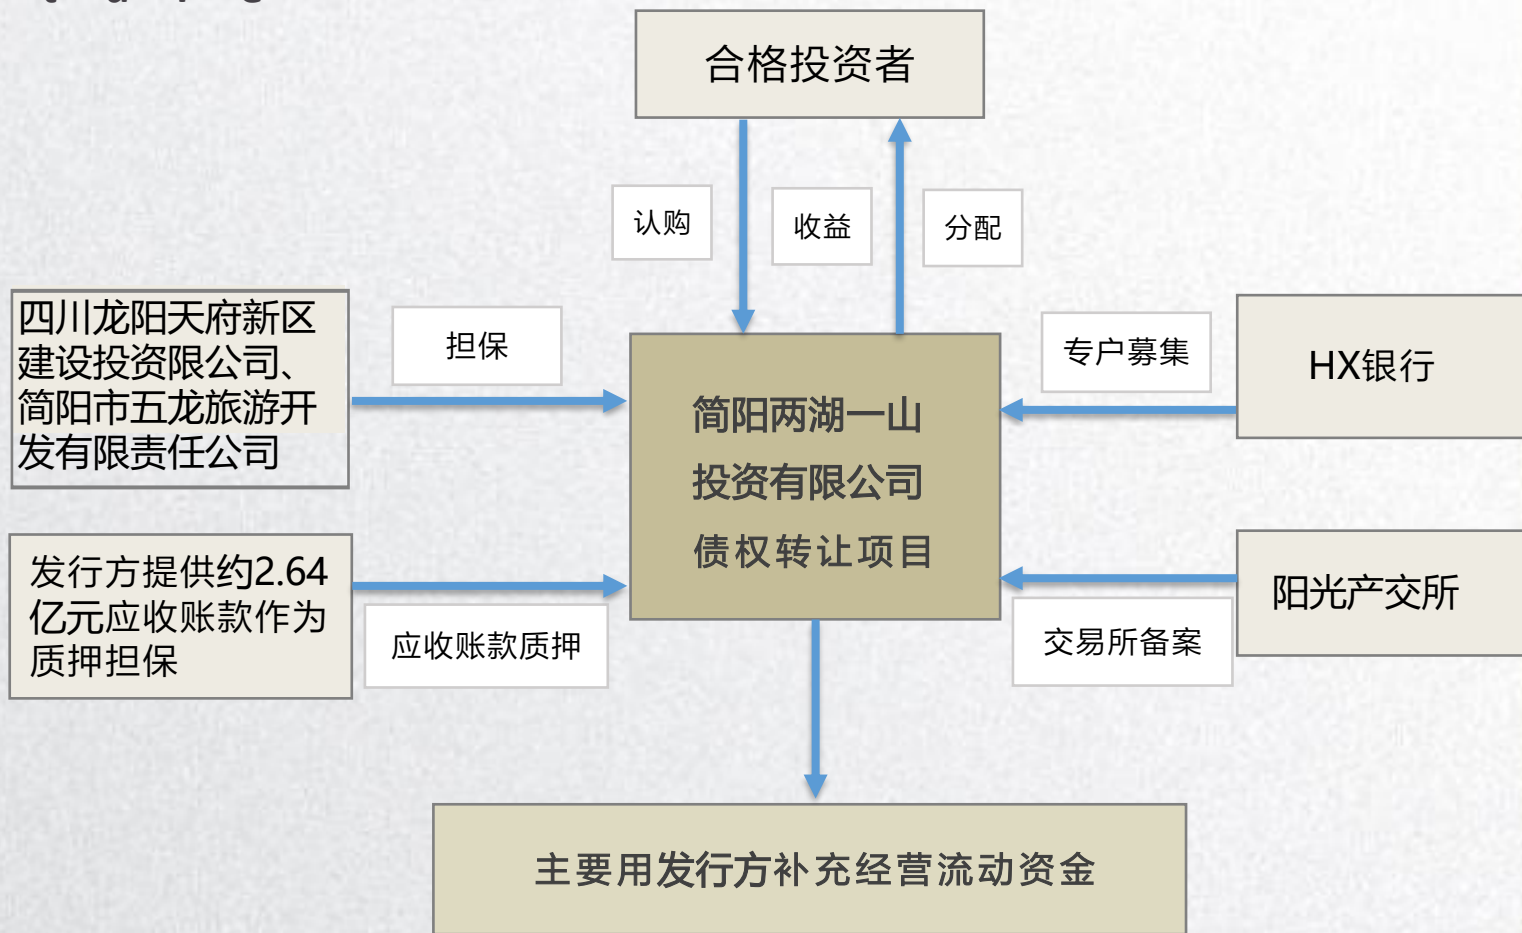 合格投资者
认购
收益
分配
四川龙阳天府新区
建设投资限公司、
简阳市五龙旅游开
发有限责任公司
担保
专户募集
HX银行
简阳两湖一山
投资有限公司
债权转让项目
发行方提供约2.64
亿元应收账款作为
质押担保
应收账款质押
交易所备案
阳光产交所
主要用发行方补充经营流动资金